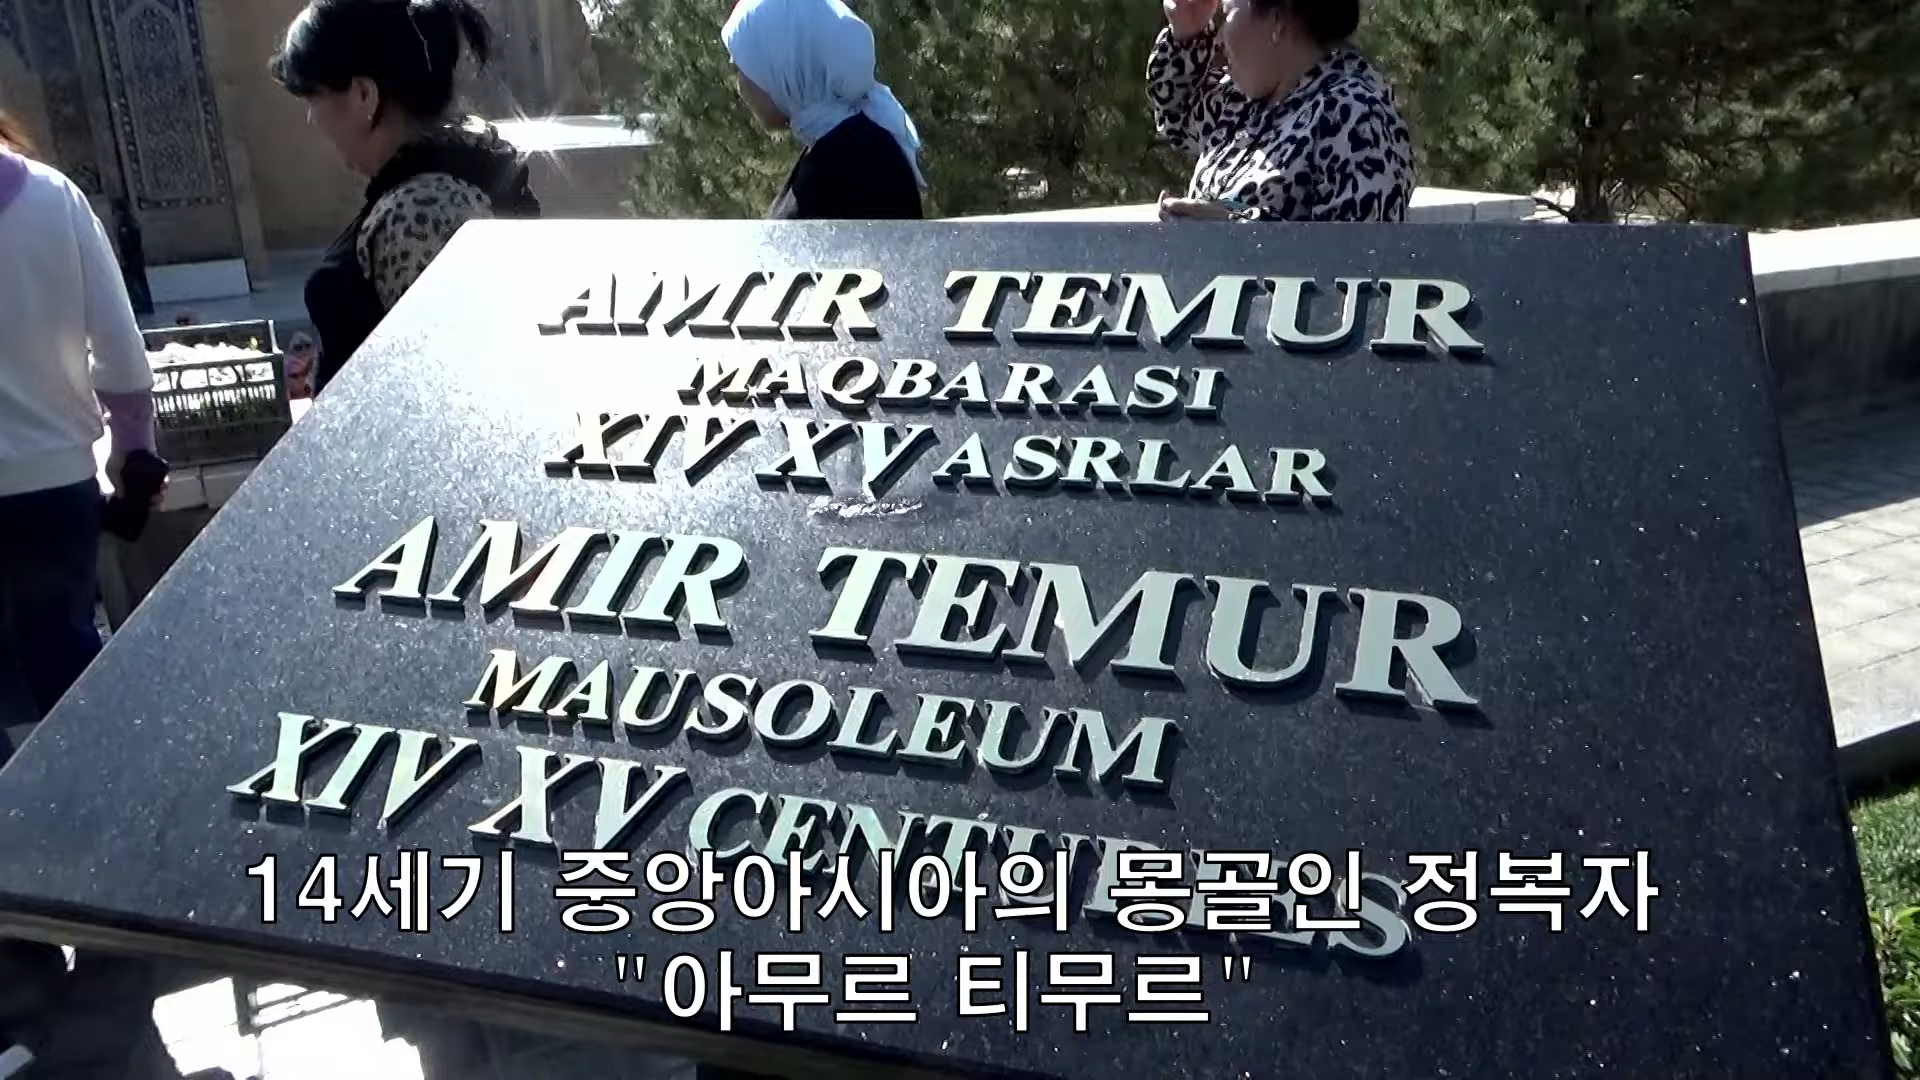 AMIR TEMUR
MAQBARASI
XIV XV ASRLAR
AMIR TEMUR
MAUSOLEUM
XIV XV CENTURIES
14세기 중앙아시아의 몽골인 정복자
"아무르 티무르"